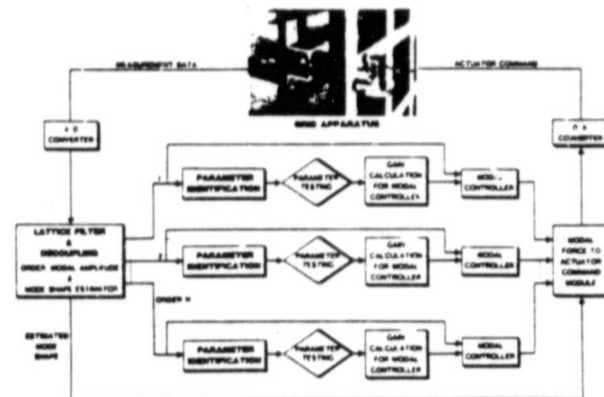 MEASUREMENT DATA
ACTUATOR COMMAND
GRID APPARATUS
A/D
CONVERTER
D/A
CONVERTER
PARAMETER
IDENTIFICATION
PARAMETER
TESTING
GAIN
CALCULATION
FOR MODAL
CONTROLLER
MODAL
CONTROLLER
LATTICE FILTER
&
DECOUPLING
ORDER MODAL AMPLITUDE
&
MODE SHAPE ESTIMATOR
PARAMETER
IDENTIFICATION
PARAMETER
TESTING
GAIN
CALCULATION
FOR MODAL
CONTROLLER
MODAL
CONTROLLER
MODAL
FORCE TO
ACTUATOR
COMMAND
MODULE
ORDER N
ESTIMATED
MODE
SHAPE
PARAMETER
IDENTIFICATION
PARAMETER
TESTING
GAIN
CALCULATION
FOR MODAL
CONTROLLER
MODAL
CONTROLLER